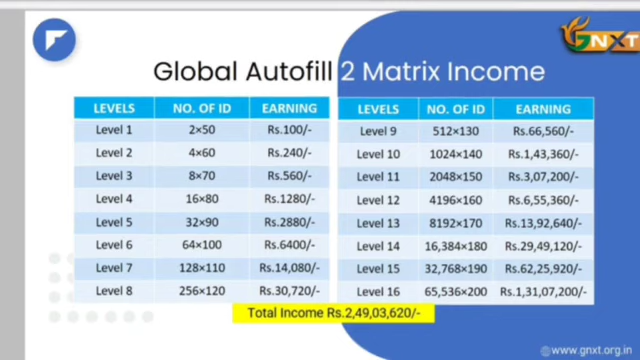 GNXT
Global Autofill 2 Matrix Income
LEVELS NO. OF ID EARNING
Level 1 2×50 Rs.100/-
Level 2 4×60 Rs.240/-
Level 3 8×70 Rs.560/-
Level 4 16×80 Rs.1280/-
Level 5 32×90 Rs.2880/-
Level 6 64×100 Rs.6400/-
Level 7 128×110 Rs.14,080/-
Level 8 256×120 Rs.30,720/-
LEVELS NO. OF ID EARNING
Level 9 512×130 Rs.66,560/-
Level 10 1024×140 Rs.1,43,360/-
Level 11 2048×150 Rs.3,07,200/-
Level 12 4196×160 Rs.6,55,360/-
Level 13 8192×170 Rs.13,92,640/-
Level 14 16,384×180 Rs.29,49,120/-
Level 15 32,768×190 Rs.62,25,920/-
Level 16 65,536×200 Rs.1,31,07,200/-
Total Income Rs.2,49,03,620/-
www.gnxt.org.in